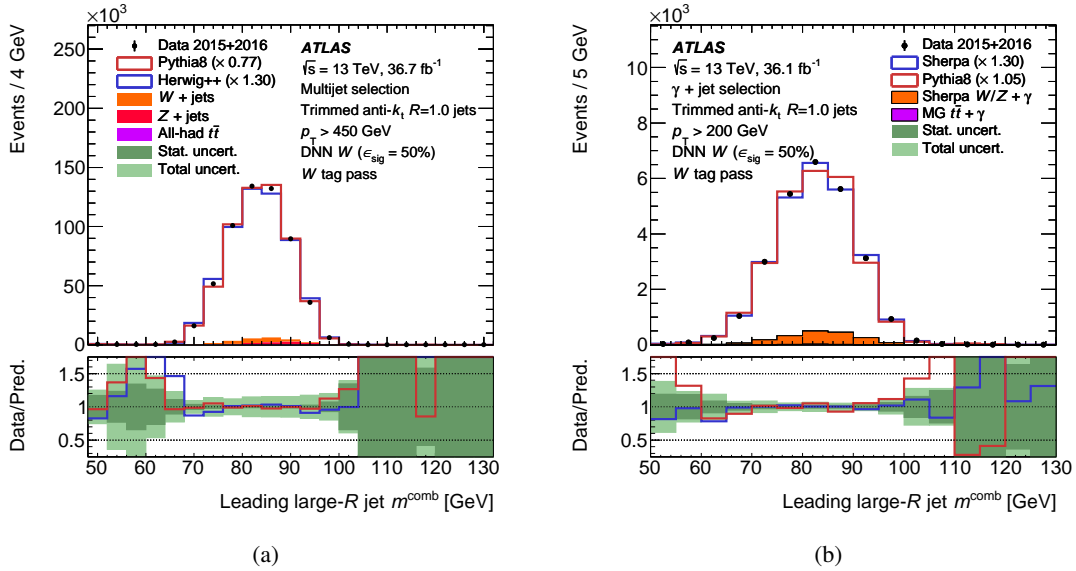 ×10³
Events / 4 GeV
250
200
150
100
50
0
Data 2015+2016
Pythia8 (× 0.77)
Herwig++ (× 1.30)
W + jets
Z + jets
All-had tt̄
Stat. uncert.
Total uncert.
ATLAS
√s = 13 TeV, 36.7 fb⁻¹
Multijet selection
Trimmed anti-kₜ R=1.0 jets
p_T > 450 GeV
DNN W (ε_sig = 50%)
W tag pass
Data/Pred.
1.5
1
0.5
50 60 70 80 90 100 110 120 130
Leading large-R jet m^comb [GeV]
(a)
×10³
Events / 5 GeV
10
8
6
4
2
0
ATLAS
√s = 13 TeV, 36.1 fb⁻¹
γ + jet selection
Trimmed anti-kₜ R=1.0 jets
p_T > 200 GeV
DNN W (ε_sig = 50%)
W tag pass
Data 2015+2016
Sherpa (× 1.30)
Pythia8 (× 1.05)
Sherpa W/Z + γ
MG tt̄ + γ
Stat. uncert.
Total uncert.
Data/Pred.
1.5
1
0.5
50 60 70 80 90 100 110 120 130
Leading large-R jet m^comb [GeV]
(b)